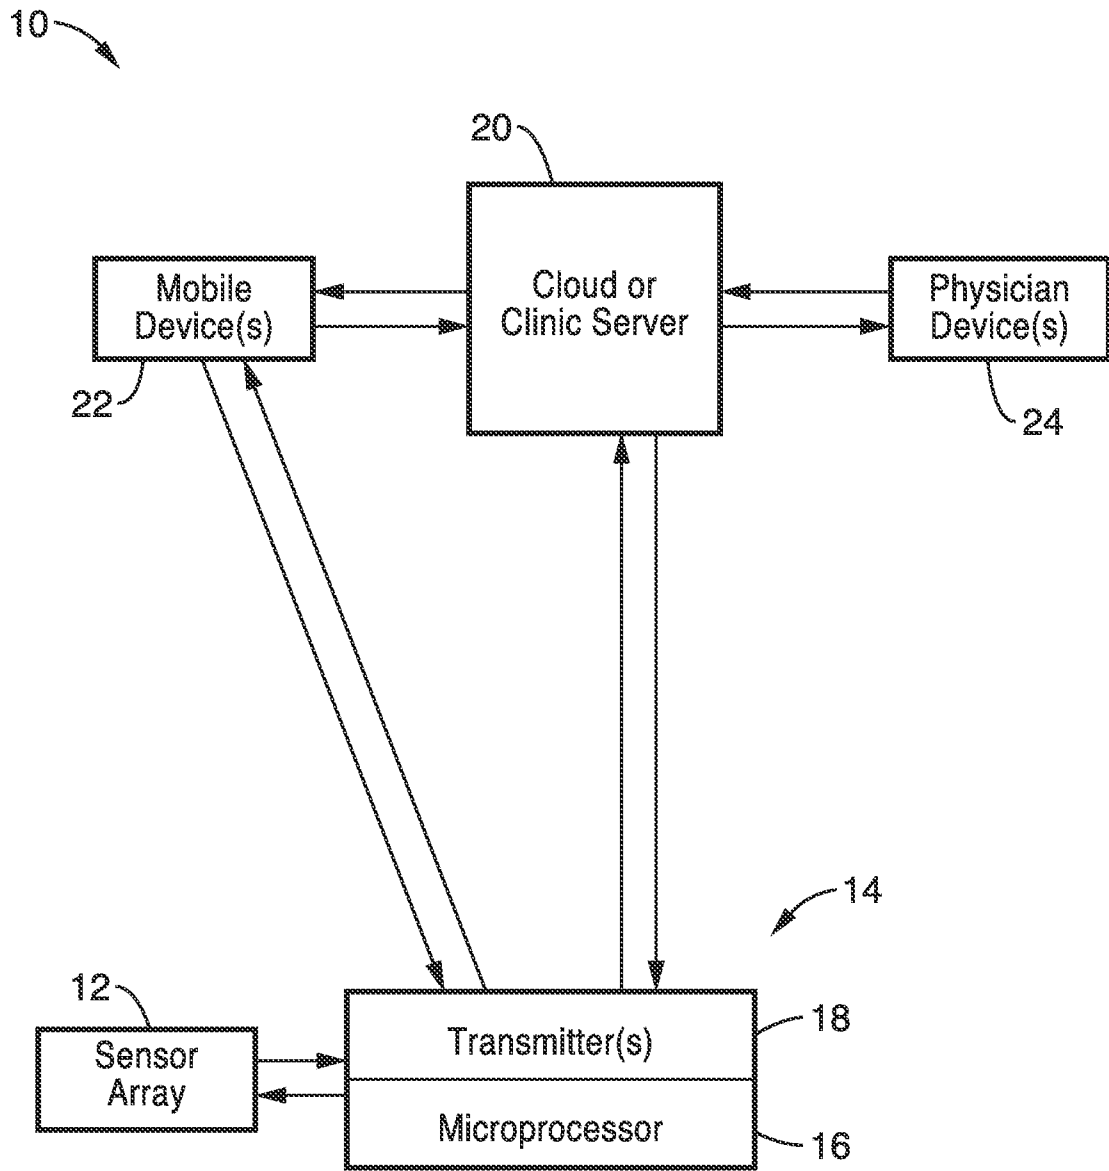 10
20
Mobile
Device(s)
22
Cloud or
Clinic Server
Physician
Device(s)
24
14
12
Sensor
Array
Transmitter(s)
18
Microprocessor
16